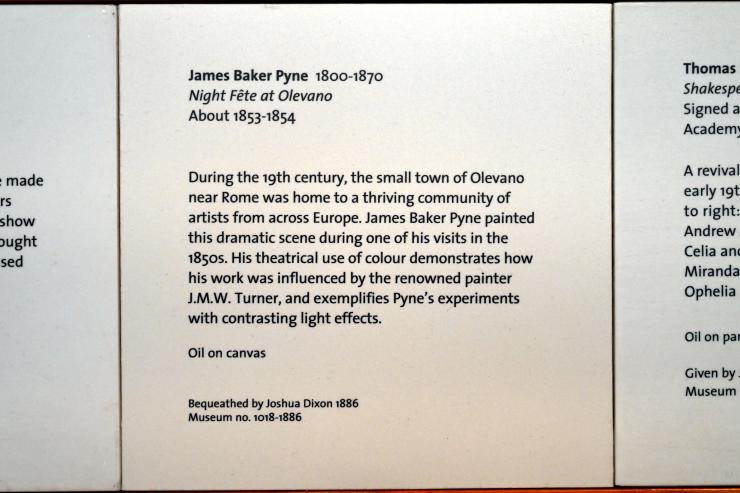 made
rs
show
ought
sed
James Baker Pyne 1800-1870
Night Fête at Olevano
About 1853-1854
During the 19th century, the small town of Olevano
near Rome was home to a thriving community of
artists from across Europe. James Baker Pyne painted
this dramatic scene during one of his visits in the
1850s. His theatrical use of colour demonstrates how
his work was influenced by the renowned painter
J.M.W. Turner, and exemplifies Pyne's experiments
with contrasting light effects.
Oil on canvas
Bequeathed by Joshua Dixon 1886
Museum no. 1018-1886
Thomas
Shakespe
Signed a
Academy
A revival
early 19t
to right:
Andrew
Celia and
Miranda
Ophelia
Oil on pan
Given by
Museum